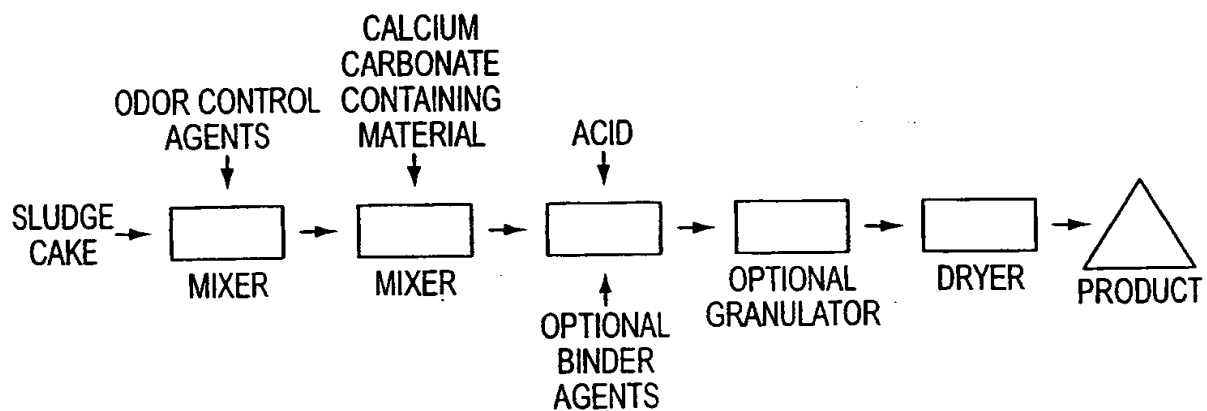 CALCIUM
CARBONATE
CONTAINING
MATERIAL
ODOR CONTROL
AGENTS
ACID
SLUDGE
CAKE
MIXER
MIXER
OPTIONAL
BINDER
AGENTS
OPTIONAL
GRANULATOR
DRYER
PRODUCT